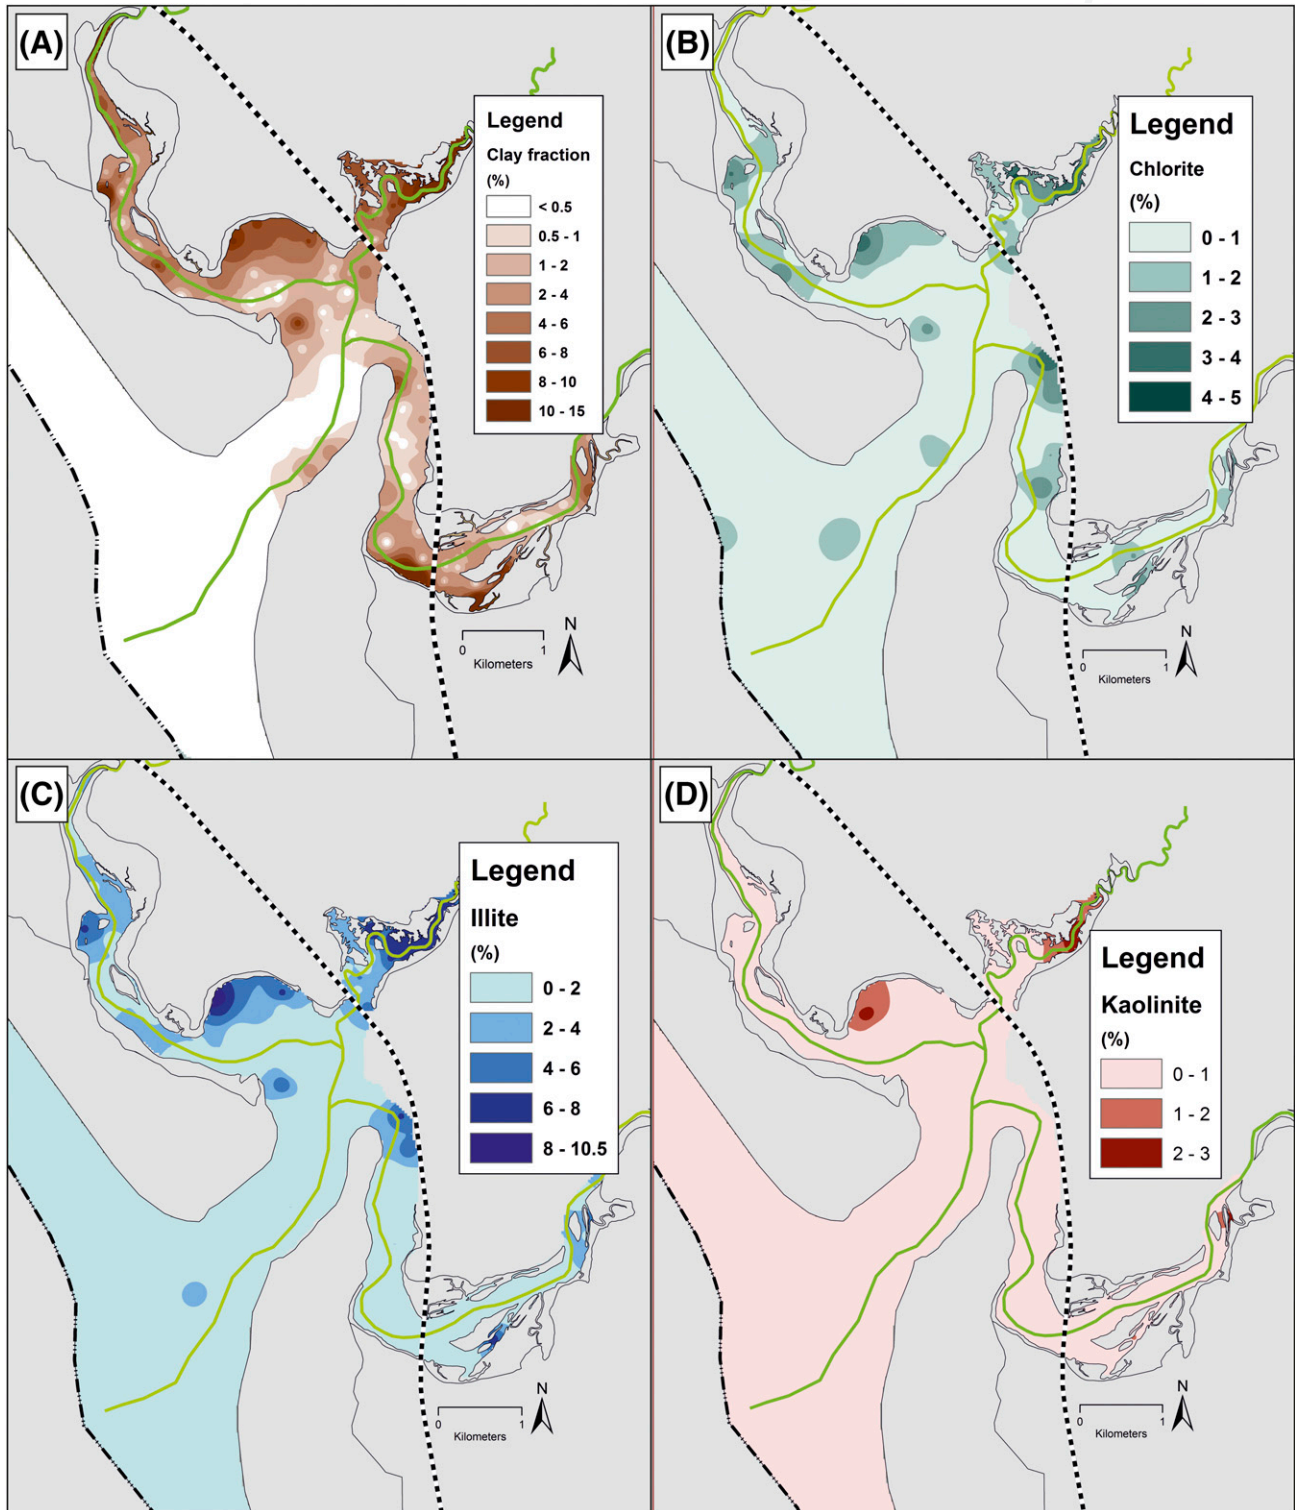 (A)
Legend
Clay fraction
(%)
< 0.5
0.5 - 1
1 - 2
2 - 4
4 - 6
6 - 8
8 - 10
10 - 15
N
0 1
Kilometers
(B)
Legend
Chlorite
(%)
0 - 1
1 - 2
2 - 3
3 - 4
4 - 5
N
0 1
Kilometers
(C)
Legend
Illite
(%)
0 - 2
2 - 4
4 - 6
6 - 8
8 - 10.5
N
0 1
Kilometers
(D)
Legend
Kaolinite
(%)
0 - 1
1 - 2
2 - 3
N
0 1
Kilometers